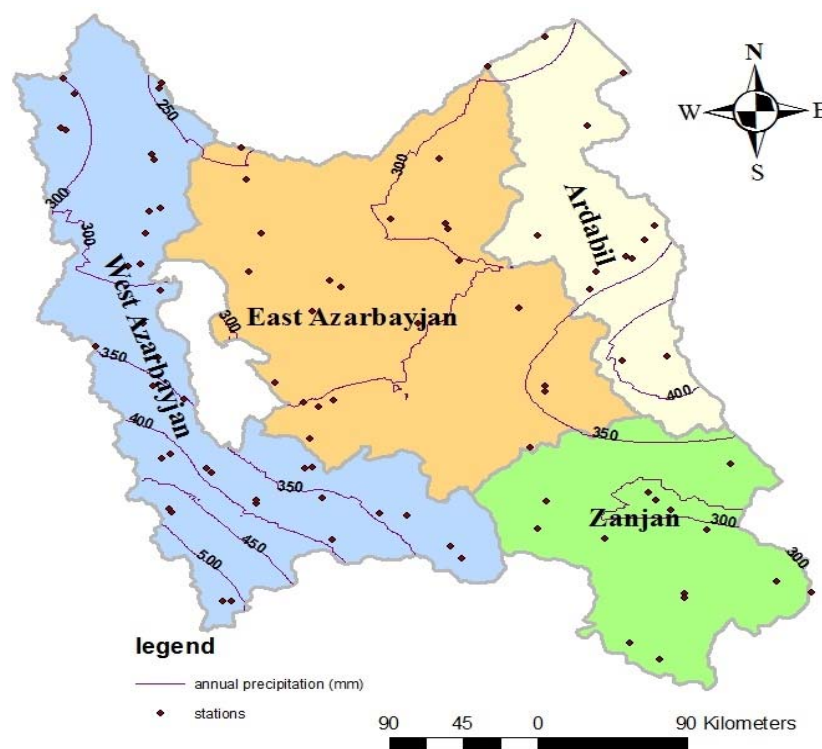 N
W
E
S
250
300
300
300
Ardabil
West Azarbayjan
East Azarbayjan
300
350
400
400
350
350
Zanjan
300
450
300
500
legend
annual precipitation (mm)
stations
90 45 0 90 Kilometers